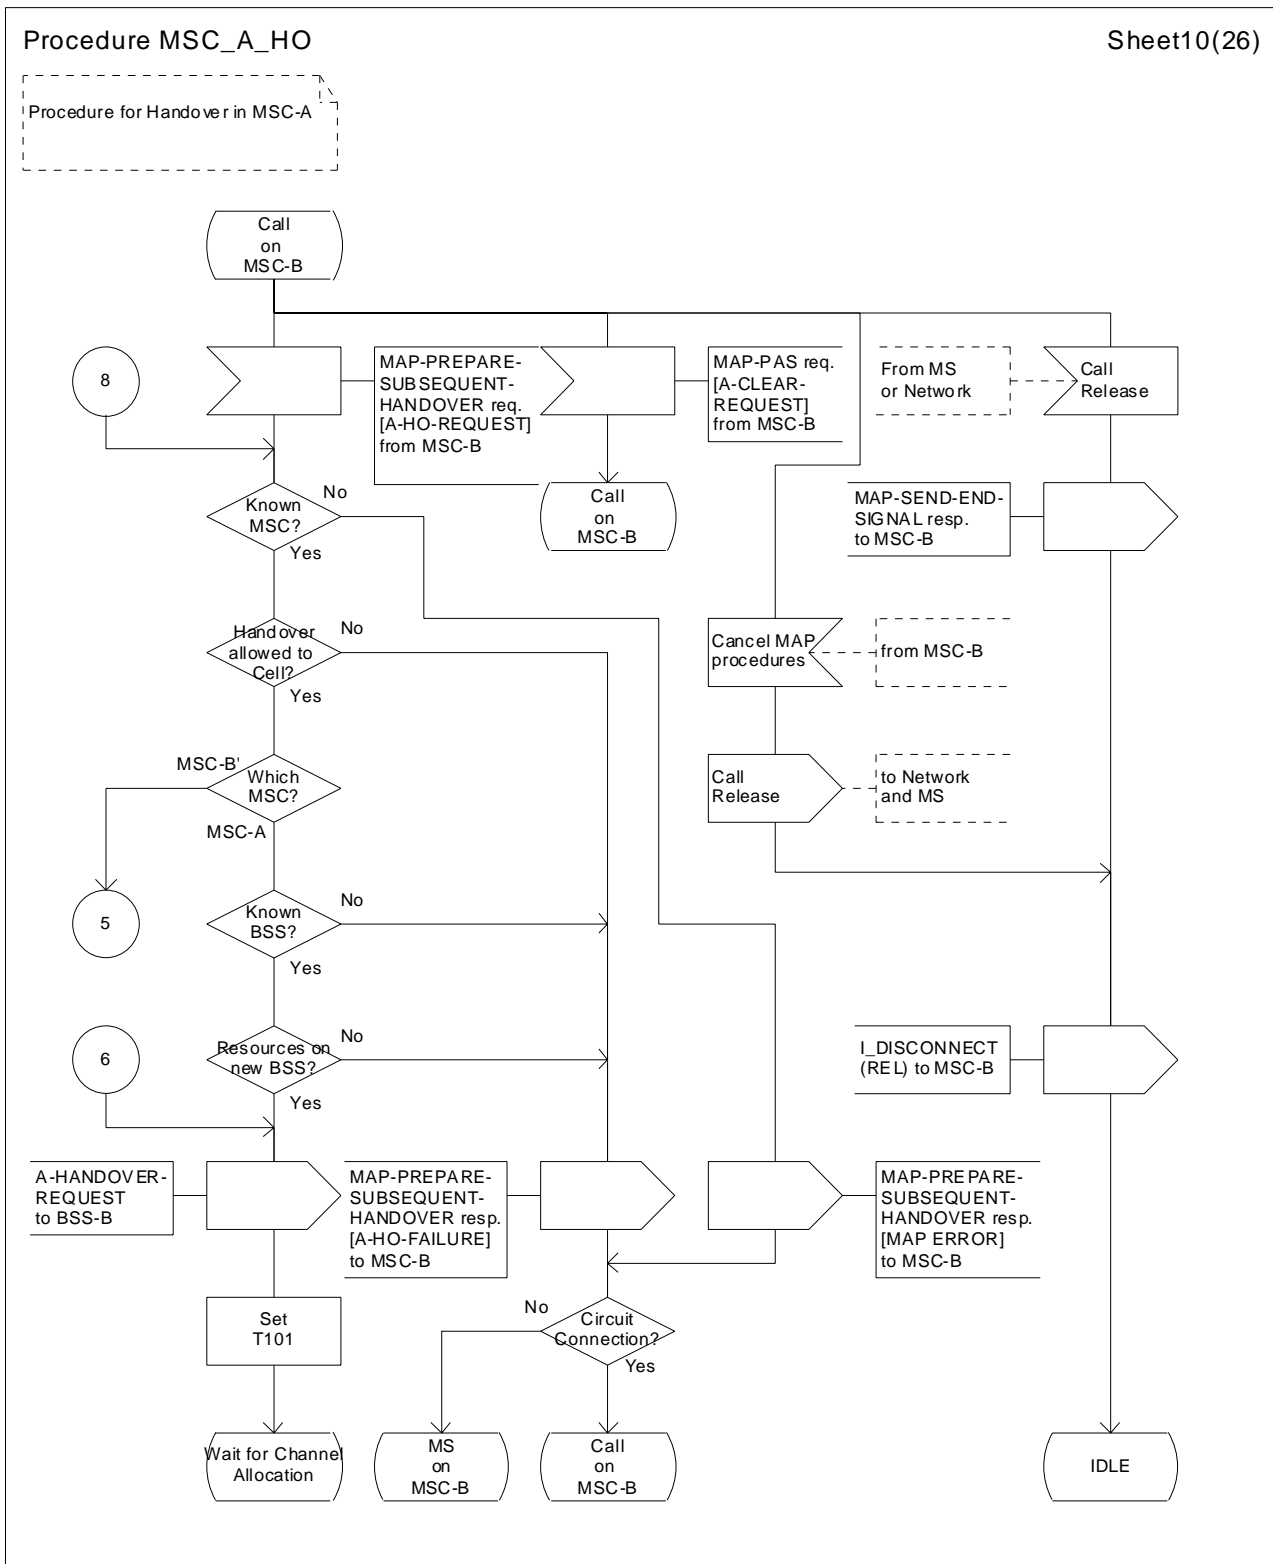 Procedure MSC_A_HO
Sheet10(26)
Procedure for Handover in MSC-A
Call
on
MSC-B
8
MAP-PREPARE-
SUBSEQUENT-
HANDOVER req.
[A-HO-REQUEST]
from MSC-B
MAP-PAS req.
[A-CLEAR-
REQUEST]
from MSC-B
From MS
or Network
Call
Release
Known
MSC?
No
Yes
Call
on
MSC-B
MAP-SEND-END-
SIGNAL resp.
to MSC-B
Handover
allowed to
Cell?
No
Yes
Cancel MAP
procedures
from MSC-B
MSC-B'
Which
MSC?
MSC-A
Call
Release
to Network
and MS
5
Known
BSS?
No
Yes
6
Resources on
new BSS?
No
Yes
I_DISCONNECT
(REL) to MSC-B
A-HANDOVER-
REQUEST
to BSS-B
MAP-PREPARE-
SUBSEQUENT-
HANDOVER resp.
[A-HO-FAILURE]
to MSC-B
MAP-PREPARE-
SUBSEQUENT-
HANDOVER resp.
[MAP ERROR]
to MSC-B
Set
T101
No
Circuit
Connection?
Yes
Wait for Channel
Allocation
MS
on
MSC-B
Call
on
MSC-B
IDLE